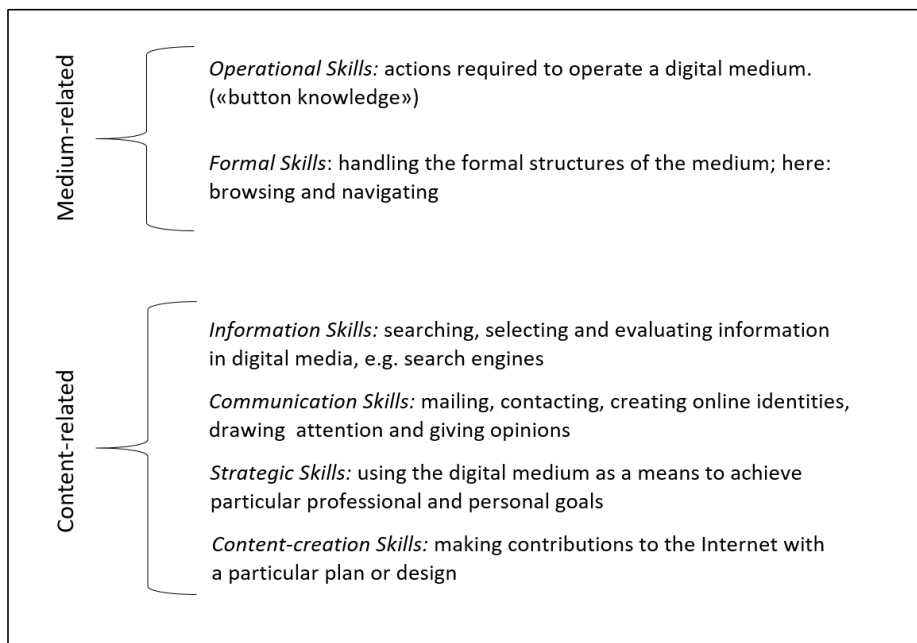 Medium-related
Operational Skills: actions required to operate a digital medium.
(«button knowledge»)
Formal Skills: handling the formal structures of the medium; here:
browsing and navigating
Content-related
Information Skills: searching, selecting and evaluating information
in digital media, e.g. search engines
Communication Skills: mailing, contacting, creating online identities,
drawing attention and giving opinions
Strategic Skills: using the digital medium as a means to achieve
particular professional and personal goals
Content-creation Skills: making contributions to the Internet with
a particular plan or design